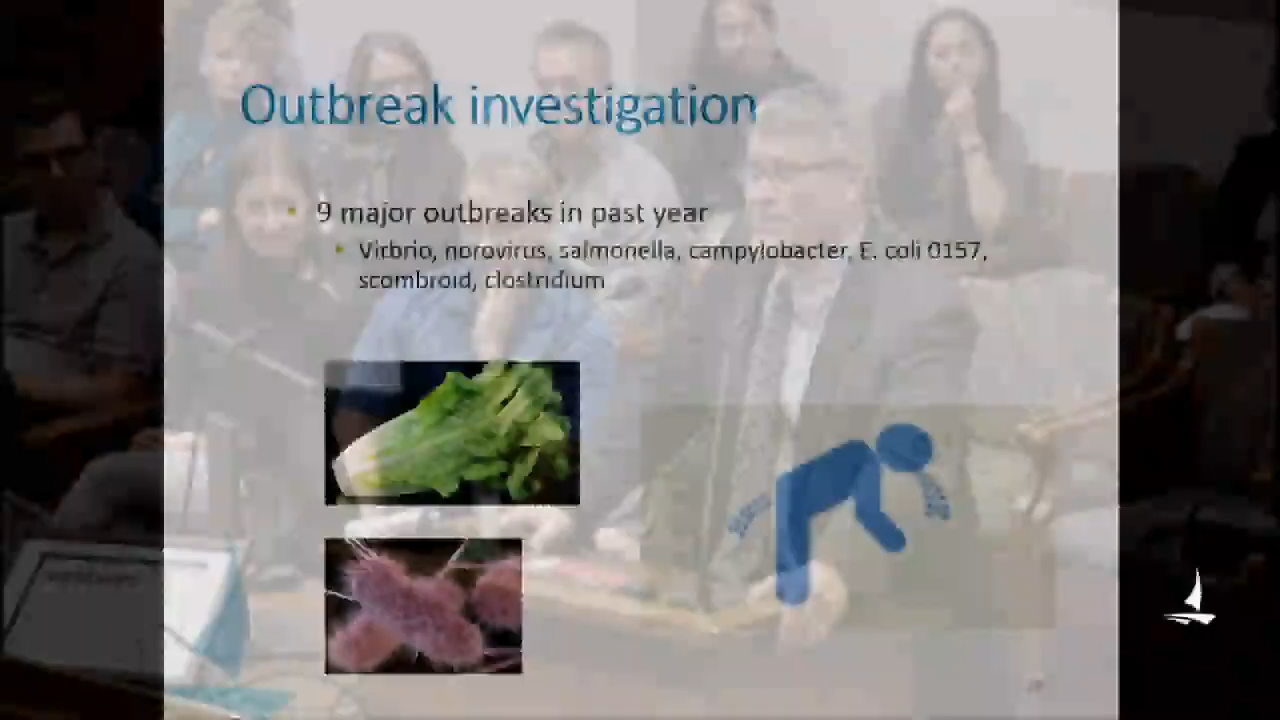 Outbreak investigation
• 9 major outbreaks in past year
• Virbrio, norovirus, salmonella, campylobacter, E. coli 0157,
scombroid, clostridium